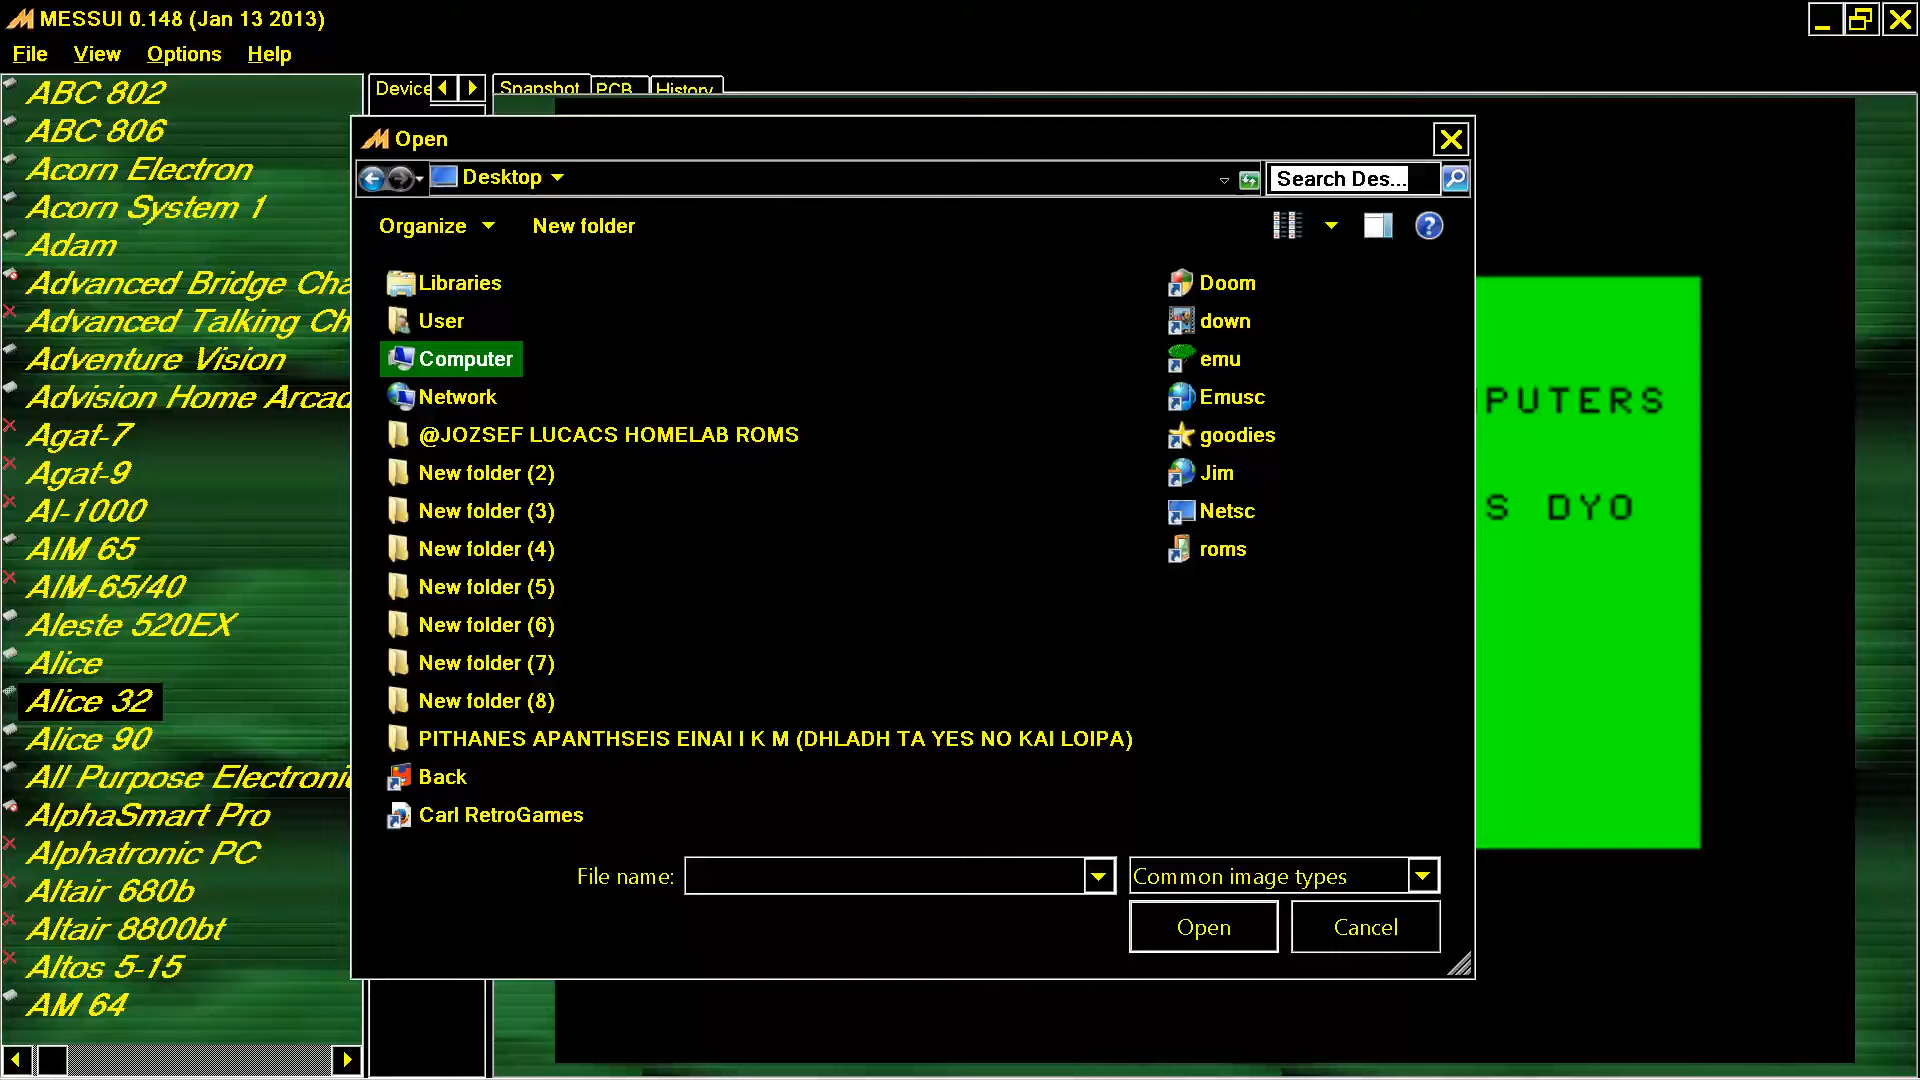 MESSUI 0.148 (Jan 13 2013)
File View Options Help
ABC 802
ABC 806
Acorn Electron
Acorn System 1
Adam
Advanced Bridge Cha
Advanced Talking Ch
Adventure Vision
Advision Home Arcad
Agat-7
Agat-9
AI-1000
AIM 65
AIM-65/40
Aleste 520EX
Alice
Alice 32
Alice 90
All Purpose Electroni
AlphaSmart Pro
Alphatronic PC
Altair 680b
Altair 8800bt
Altos 5-15
AM 64
Device
Snapshot PCB History
Open
Desktop
Search Des...
Organize New folder
Libraries
User
Computer
Network
@JOZSEF LUCACS HOMELAB ROMS
New folder (2)
New folder (3)
New folder (4)
New folder (5)
New folder (6)
New folder (7)
New folder (8)
PITHANES APANTHSEIS EINAI I K M (DHLADH TA YES NO KAI LOIPA)
Back
Carl RetroGames
Doom
down
emu
Emusc
goodies
Jim
Netsc
roms
File name:
Common image types
Open Cancel
PUTERS
S DYO